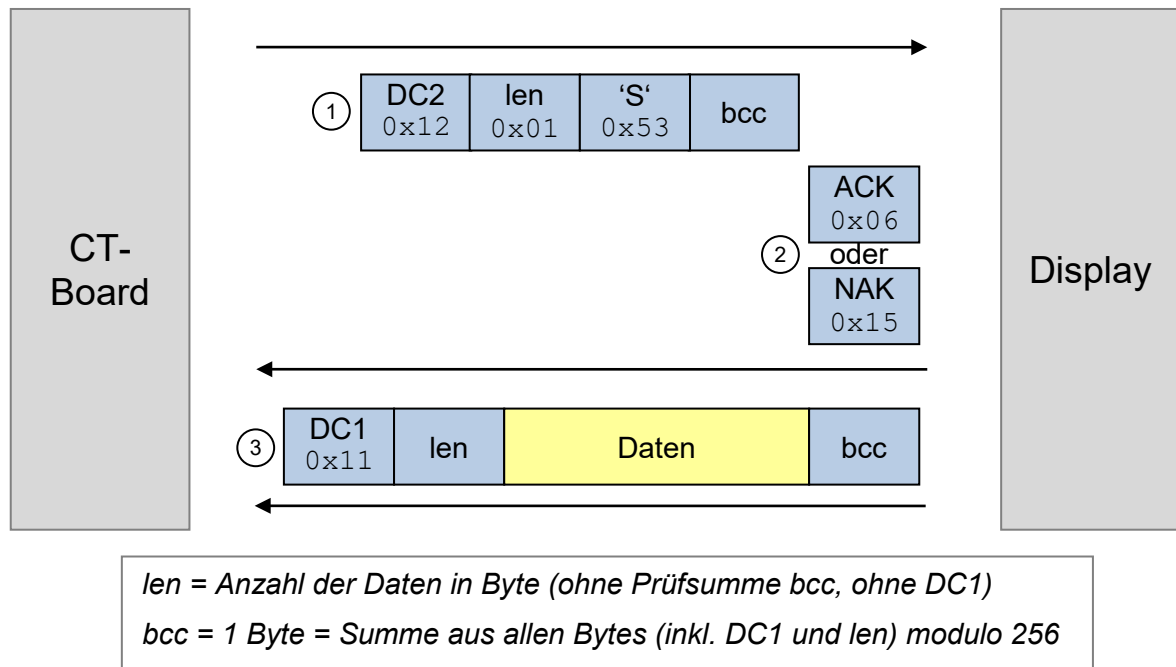 CT-
Board
Display
1
DC2
0x12
len
0x01
‘S‘
0x53
bcc
2
ACK
0x06
oder
NAK
0x15
3
DC1
0x11
len
Daten
bcc
len = Anzahl der Daten in Byte (ohne Prüfsumme bcc, ohne DC1)
bcc = 1 Byte = Summe aus allen Bytes (inkl. DC1 und len) modulo 256